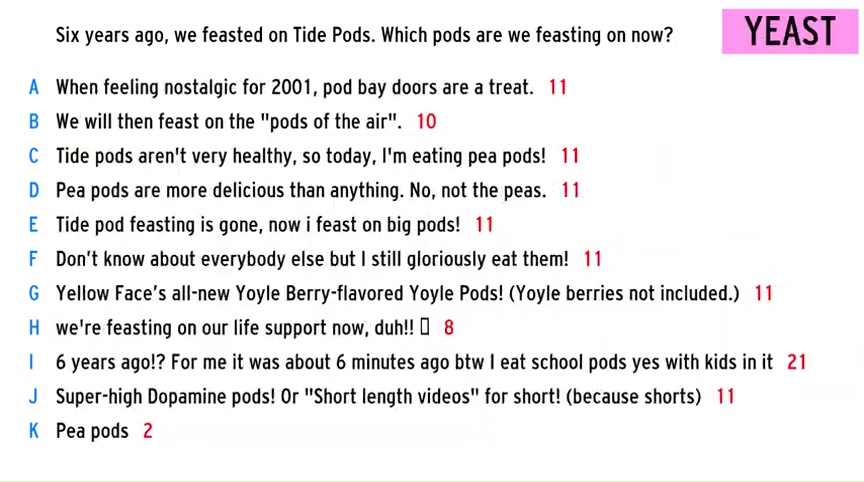 Six years ago, we feasted on Tide Pods. Which pods are we feasting on now?
YEAST
A When feeling nostalgic for 2001, pod bay doors are a treat. 11
B We will then feast on the "pods of the air". 10
C Tide pods aren't very healthy, so today, I'm eating pea pods! 11
D Pea pods are more delicious than anything. No, not the peas. 11
E Tide pod feasting is gone, now i feast on big pods! 11
F Don't know about everybody else but I still gloriously eat them! 11
G Yellow Face's all-new Yoyle Berry-flavored Yoyle Pods! (Yoyle berries not included.) 11
H we're feasting on our life support now, duh!! ▯ 8
I 6 years ago!? For me it was about 6 minutes ago btw I eat school pods yes with kids in it 21
J Super-high Dopamine pods! Or "Short length videos" for short! (because shorts) 11
K Pea pods 2